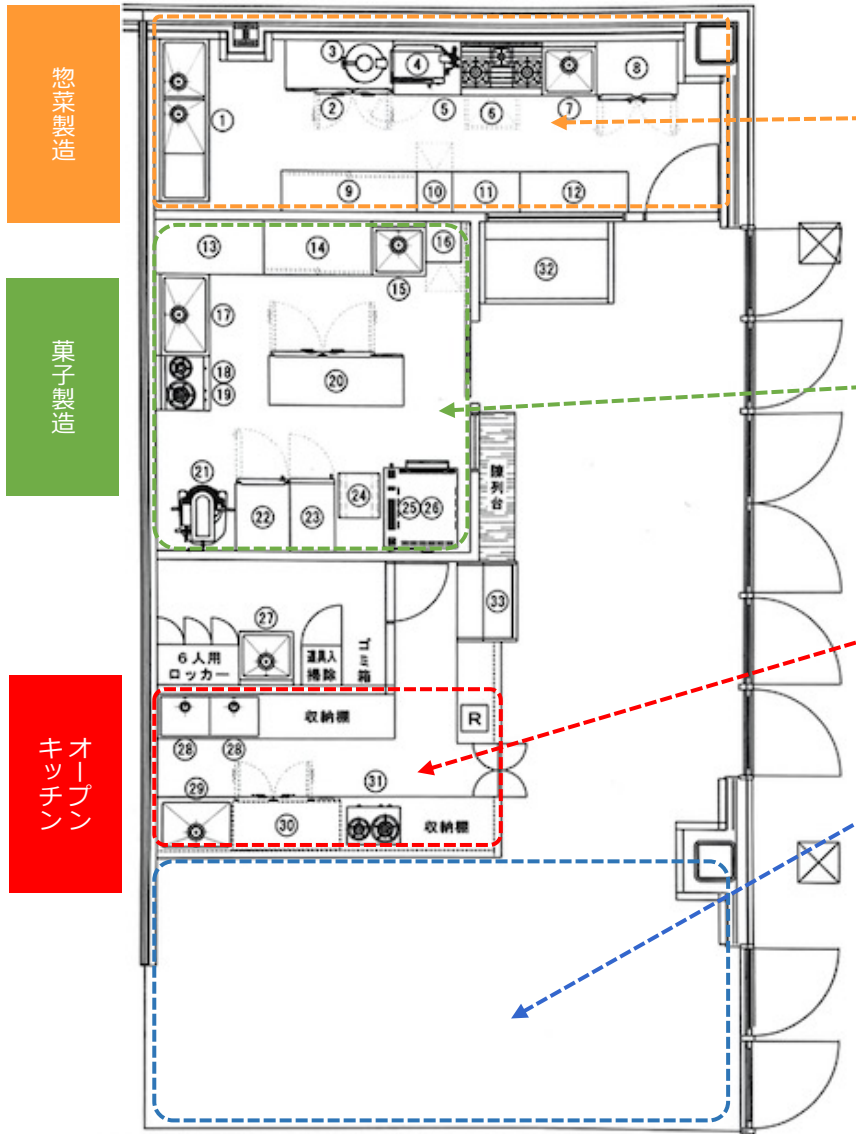 惣菜製造
③
④
⑧
①
②
⑤
⑥
⑦
⑨
⑩
⑪
⑫
⑬
⑭
⑯
⑮
㉜
菓子製造
⑰
⑱
⑲
⑳
陳列台
㉑
㉒
㉓
㉔
㉕㉖
㉗
㉝
6人用
ロッカー
道具入
掃除
ゴミ箱
オープン
キッチン
収納棚
R
㉘
㉘
㉙
㉛
㉚
収納棚